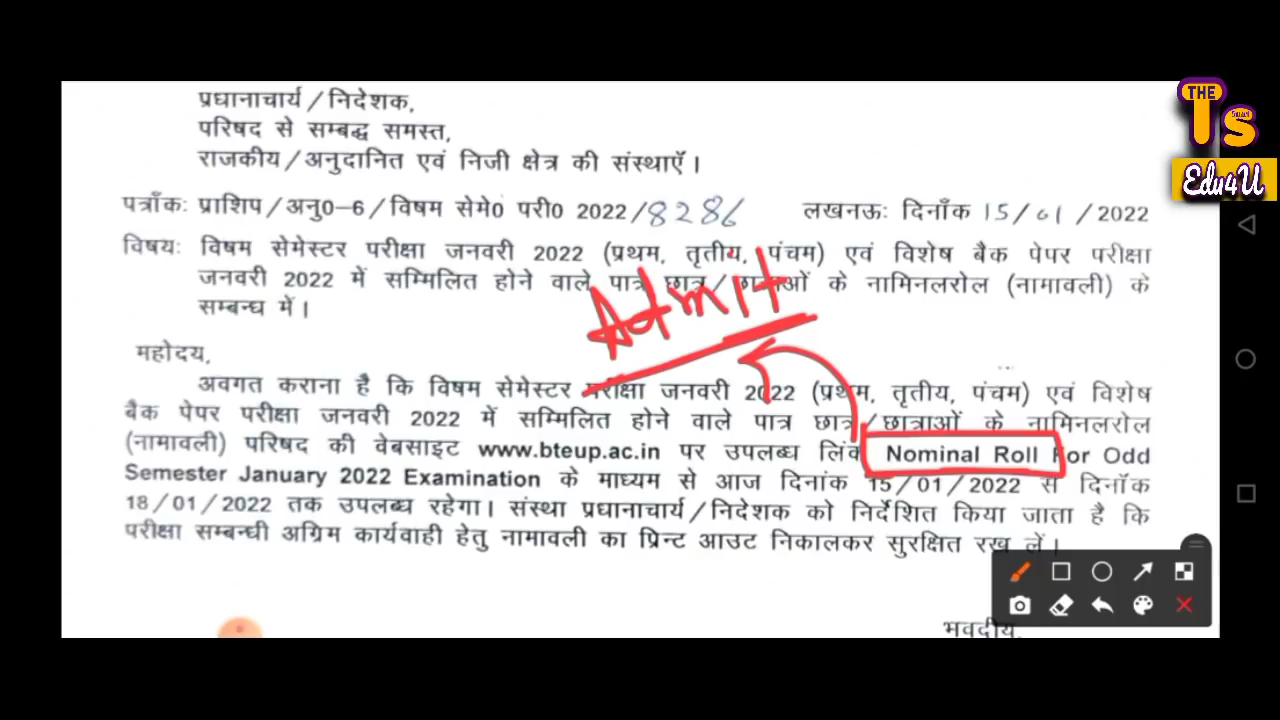 प्रधानाचार्य/निदेशक,
परिषद से सम्बद्ध समस्त,
राजकीय/अनुदानित एवं निजी क्षेत्र की संस्थाएँ।
पत्राँकः प्राशिप/अनु0-6/विषम सेमे0 परी0 2022/8286 लखनऊः दिनाँक 15/01/2022
विषयः विषम सेमेस्टर परीक्षा जनवरी 2022 (प्रथम, तृतीय, पंचम) एवं विशेष बैक पेपर परीक्षा
जनवरी 2022 में सम्मिलित होने वाले पात्र छात्र/छात्राओं के नामिनलरोल (नामावली) के
सम्बन्ध में।
Admit
महोदय,
अवगत कराना है कि विषम सेमेस्टर परीक्षा जनवरी 2022 (प्रथम, तृतीय, पंचम) एवं विशेष
बैक पेपर परीक्षा जनवरी 2022 में सम्मिलित होने वाले पात्र छात्र/छात्राओं के नामिनलरोल
(नामावली) परिषद की वेबसाइट www.bteup.ac.in पर उपलब्ध लिंक Nominal Roll For Odd
Semester January 2022 Examination के माध्यम से आज दिनांक 15/01/2022 से दिनाँक
18/01/2022 तक उपलब्ध रहेगा। संस्था प्रधानाचार्य/निदेशक को निर्देशित किया जाता है कि
परीक्षा सम्बन्धी अग्रिम कार्यवाही हेतु नामावली का प्रिन्ट आउट निकालकर सुरक्षित रख लें।
भवदीय,
THE
Ts
Edu4U